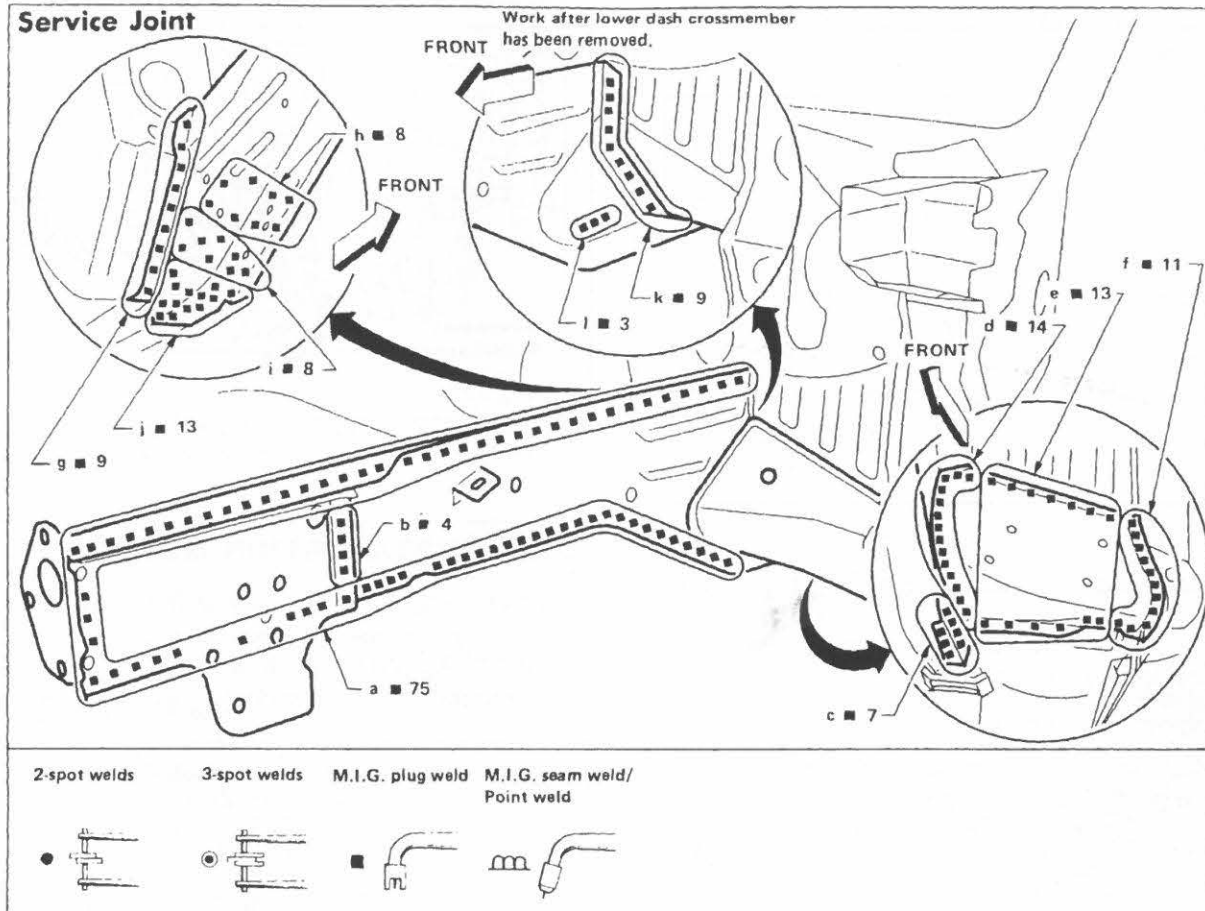 Service Joint
Work after lower dash crossmember
has been removed.
FRONT
h ■ 8
FRONT
f ■ 11
e ■ 13
k ■ 9
d ■ 14
l ■ 3
FRONT
i ■ 8
j ■ 13
g ■ 9
b ■ 4
a ■ 75
c ■ 7
2-spot welds
3-spot welds
M.I.G. plug weld
M.I.G. seam weld/
Point weld